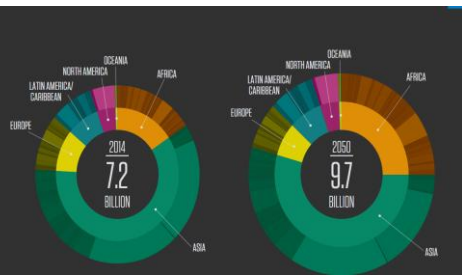 OCEANIA
NORTH AMERICA
AFRICA
LATIN AMERICA/
CARIBBEAN
EUROPE
2014
7.2
BILLION
ASIA
OCEANIA
NORTH AMERICA
AFRICA
LATIN AMERICA/
CARIBBEAN
EUROPE
2050
9.7
BILLION
ASIA